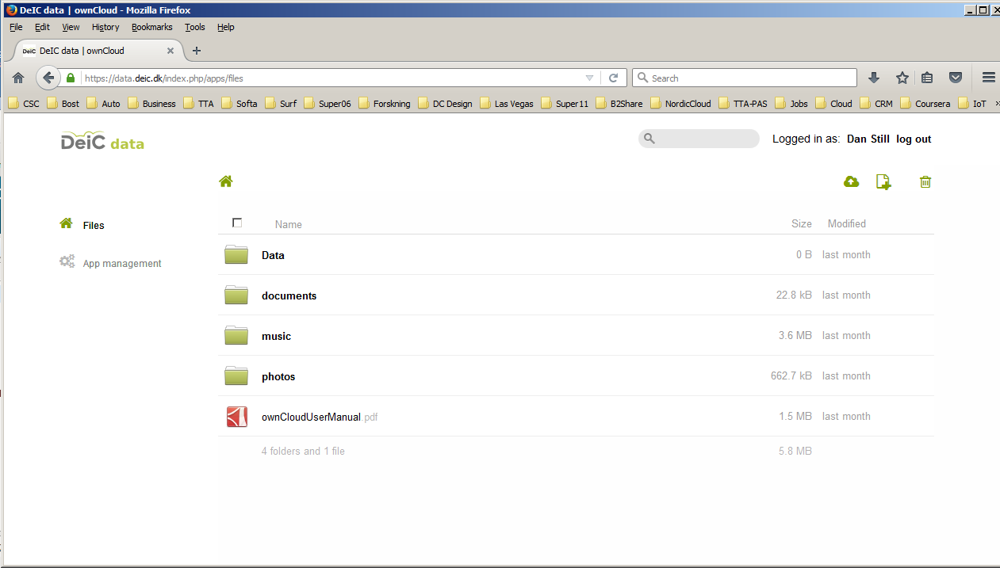 DeIC data | ownCloud - Mozilla Firefox
File Edit View History Bookmarks Tools Help
DeiC DeIC data | ownCloud
https://data.deic.dk/index.php/apps/files Search
CSC Bost Auto Business TTA Softa Surf Super06 Forskning DC Design Las Vegas Super11 B2Share NordicCloud TTA-PAS Jobs Cloud CRM Coursera IoT »
DeiC data Logged in as: Dan Still log out
Files
App management
Name Size Modified
Data 0 B last month
documents 22.8 kB last month
music 3.6 MB last month
photos 662.7 kB last month
ownCloudUserManual.pdf 1.5 MB last month
4 folders and 1 file 5.8 MB